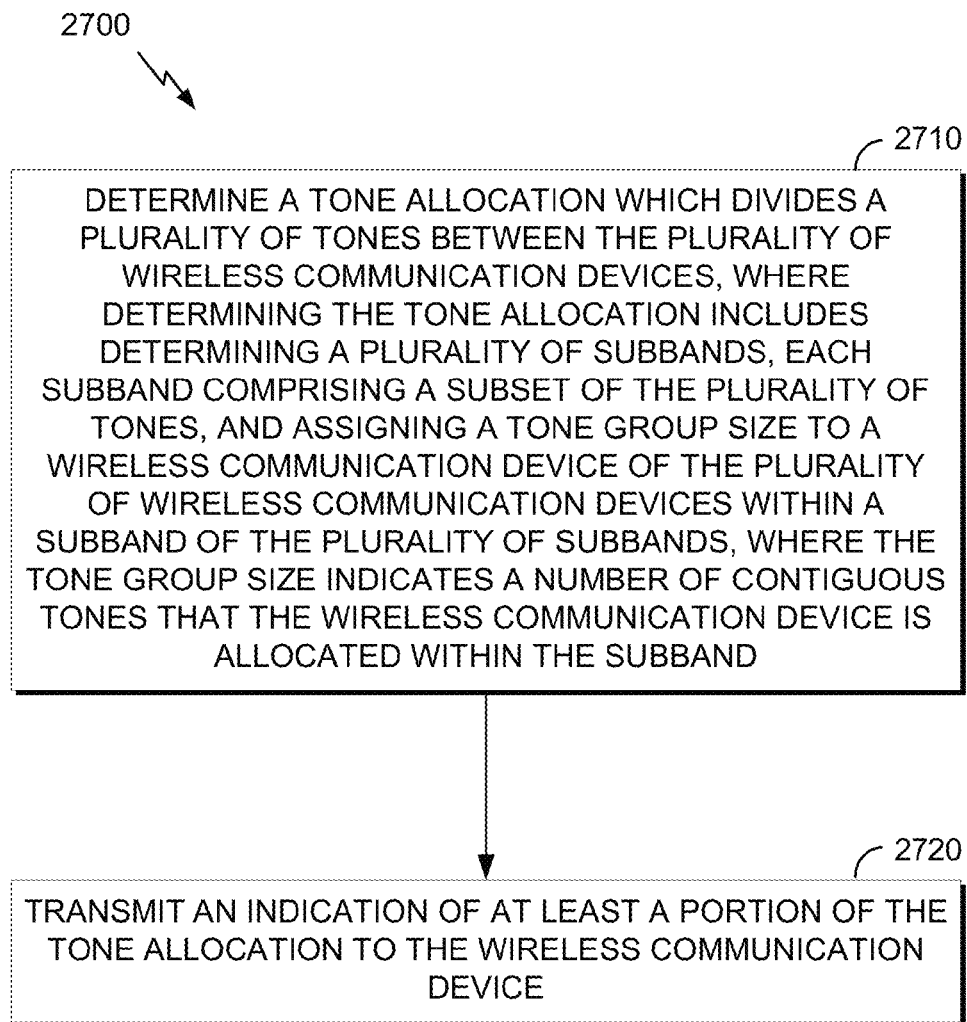 2700
2710
DETERMINE A TONE ALLOCATION WHICH DIVIDES A
PLURALITY OF TONES BETWEEN THE PLURALITY OF
WIRELESS COMMUNICATION DEVICES, WHERE
DETERMINING THE TONE ALLOCATION INCLUDES
DETERMINING A PLURALITY OF SUBBANDS, EACH
SUBBAND COMPRISING A SUBSET OF THE PLURALITY OF
TONES, AND ASSIGNING A TONE GROUP SIZE TO A
WIRELESS COMMUNICATION DEVICE OF THE PLURALITY
OF WIRELESS COMMUNICATION DEVICES WITHIN A
SUBBAND OF THE PLURALITY OF SUBBANDS, WHERE THE
TONE GROUP SIZE INDICATES A NUMBER OF CONTIGUOUS
TONES THAT THE WIRELESS COMMUNICATION DEVICE IS
ALLOCATED WITHIN THE SUBBAND
2720
TRANSMIT AN INDICATION OF AT LEAST A PORTION OF THE
TONE ALLOCATION TO THE WIRELESS COMMUNICATION
DEVICE